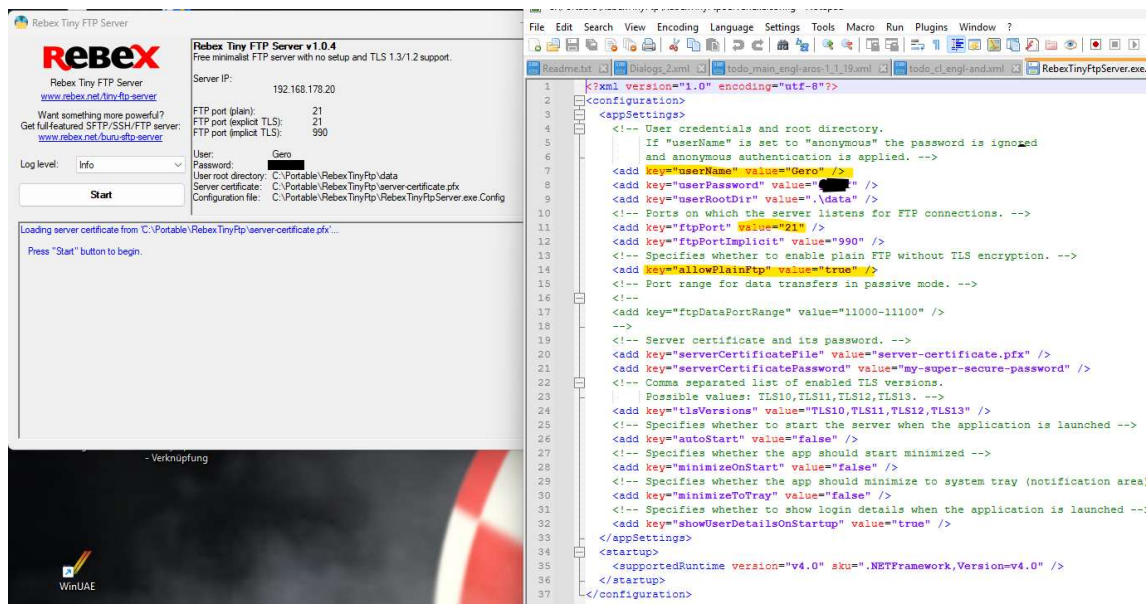 Rebex Tiny FTP Server
ReBex
Rebex Tiny FTP Server
www.rebex.net/tiny-ftp-server
Want something more powerful?
Get full-featured SFTP/SSH/FTP server:
www.rebex.net/buru-sftp-server
Log level: Info
Start
Rebex Tiny FTP Server v1.0.4
Free minimalist FTP server with no setup and TLS 1.3/1.2 support.
Server IP:
192.168.178.20
FTP port (plain): 21
FTP port (explicit TLS): 21
FTP port (implicit TLS): 990
User: Gero
Password:
User root directory: C:\Portable\RebexTinyFtp\data
Server certificate: C:\Portable\RebexTinyFtp\server-certificate.pfx
Configuration file: C:\Portable\RebexTinyFtp\RebexTinyFtpServer.exe.Config
Loading server certificate from 'C:\Portable\RebexTinyFtp\server-certificate.pfx'...
Press "Start" button to begin.
- Verknüpfung
WinUAE
File Edit Search View Encoding Language Settings Tools Macro Run Plugins Window ?
Readme.txt Dialogs_2.xml todo_main_engl-aros-1_1_19.xml todo_cl_engl-and.xml RebexTinyFtpServer.exe.
1 <?xml version="1.0" encoding="utf-8"?>
2 <configuration>
3 <appSettings>
4 <!-- User credentials and root directory.
5 If "userName" is set to "anonymous" the password is ignored
6 and anonymous authentication is applied. -->
7 <add key="userName" value="Gero" />
8 <add key="userPassword" value=" " />
9 <add key="userRootDir" value=".\data" />
10 <!-- Ports on which the server listens for FTP connections. -->
11 <add key="ftpPort" value="21" />
12 <add key="ftpPortImplicit" value="990" />
13 <!-- Specifies whether to enable plain FTP without TLS encryption. -->
14 <add key="allowPlainFtp" value="true" />
15 <!-- Port range for data transfers in passive mode. -->
16 <!--
17 <add key="ftpDataPortRange" value="11000-11100" />
18 -->
19 <!-- Server certificate and its password. -->
20 <add key="serverCertificateFile" value="server-certificate.pfx" />
21 <add key="serverCertificatePassword" value="my-super-secure-password" />
22 <!-- Comma separated list of enabled TLS versions.
23 Possible values: TLS10,TLS11,TLS12,TLS13. -->
24 <add key="tlsVersions" value="TLS10,TLS11,TLS12,TLS13" />
25 <!-- Specifies whether to start the server when the application is launched -->
26 <add key="autoStart" value="false" />
27 <!-- Specifies whether the app should start minimized -->
28 <add key="minimizeOnStart" value="false" />
29 <!-- Specifies whether the app should minimize to system tray (notification area)
30 <add key="minimizeToTray" value="false" />
31 <!-- Specifies whether to show login details when the application is launched --
32 <add key="showUserDetailsOnStartup" value="true" />
33 </appSettings>
34 <startup>
35 <supportedRuntime version="v4.0" sku=".NETFramework,Version=v4.0" />
36 </startup>
37 </configuration>